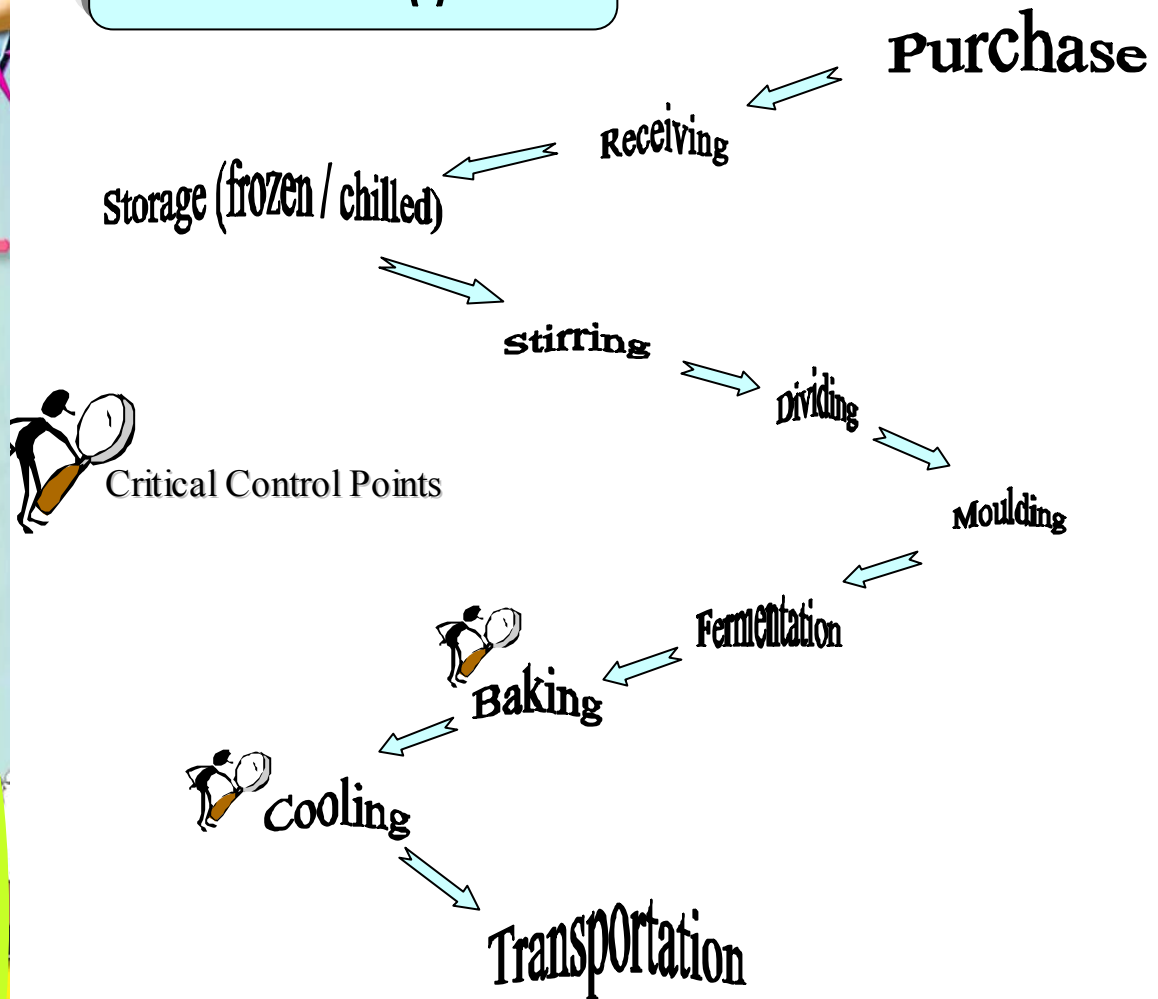 Purchase
Receiving
Storage (frozen / chilled)
Stirring
Dividing
Critical Control Points
Moulding
Fermentation
Baking
Cooling
Transportation